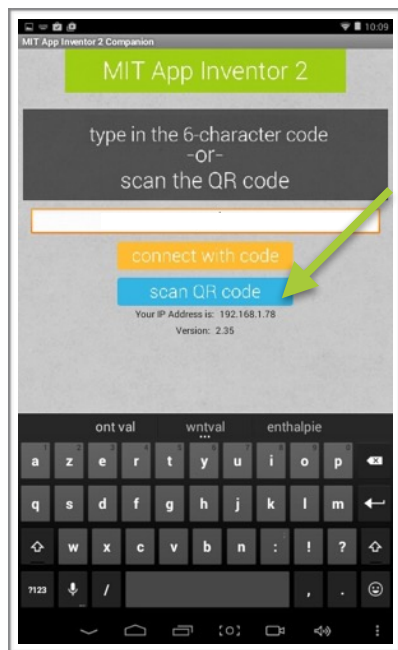 10:09
MIT App Inventor 2 Companion
MIT App Inventor 2
type in the 6-character code
-or-
scan the QR code
connect with code
scan QR code
Your IP Address is: 192.168.1.78
Version: 2.35
ont val wntval enthalpie
a z e r t y u i o p
q s d f g h j k l m
w x c v b n : ! ?
?123 / , .